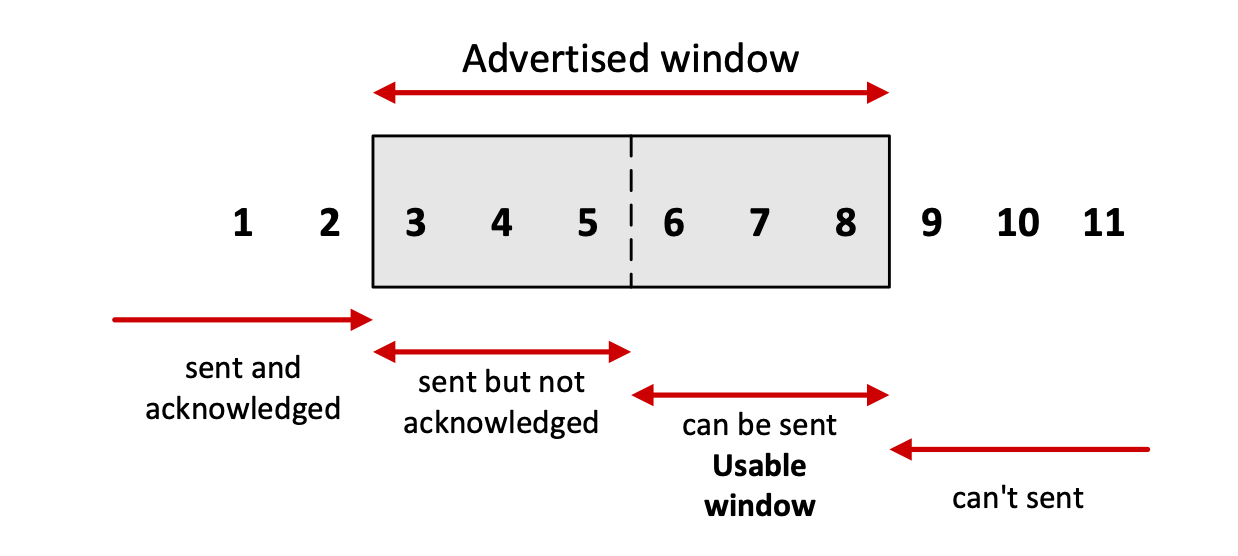 Advertised window
1 2 3 4 5 6 7 8 9 10 11
sent and
acknowledged
sent but not
acknowledged
can be sent
Usable
window
can't sent